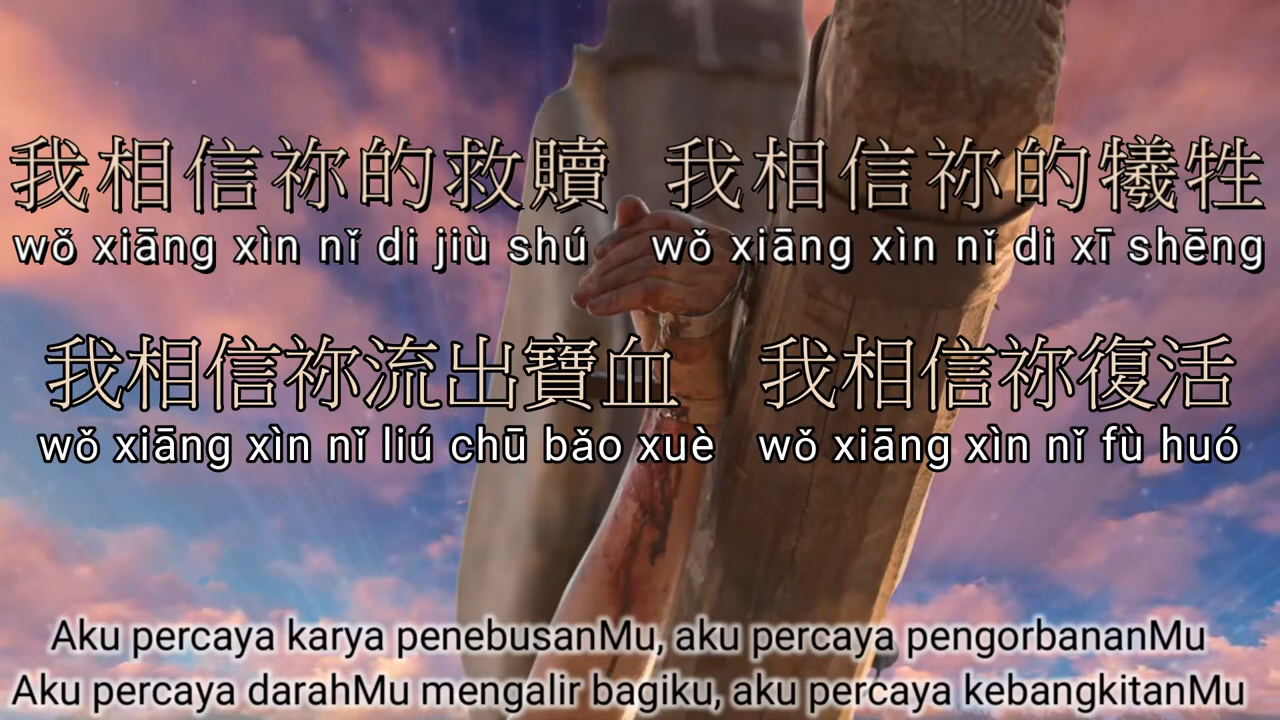 我相信祢的救贖 我相信祢的犧牲
wǒ xiāng xìn nǐ di jiù shú wǒ xiāng xìn nǐ di xī shēng
我相信祢流出寶血 我相信祢復活
wǒ xiāng xìn nǐ liú chū bǎo xuè wǒ xiāng xìn nǐ fù huó
Aku percaya karya penebusanMu, aku percaya pengorbananMu
Aku percaya darahMu mengalir bagiku, aku percaya kebangkitanMu